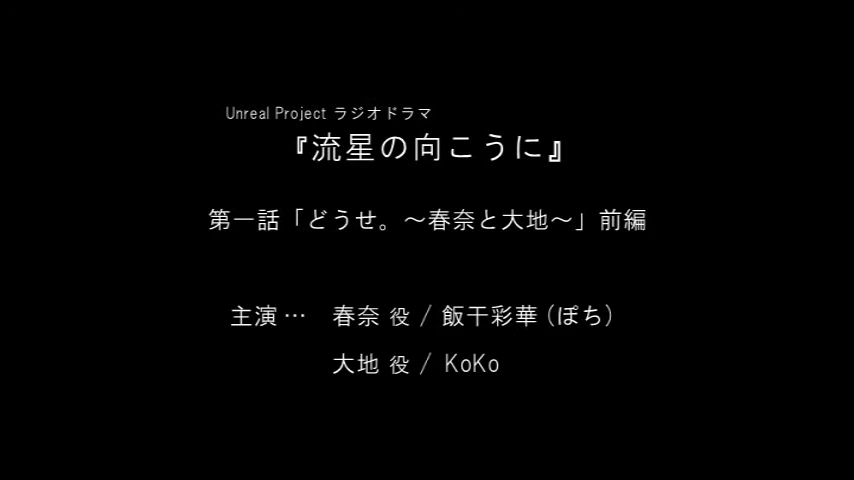 Unreal Project ラジオドラマ
『流星の向こうに』
第一話「どうせ。～春奈と大地～」前編
主演… 春奈 役 / 飯干彩華(ぽち)
大地 役 / KoKo